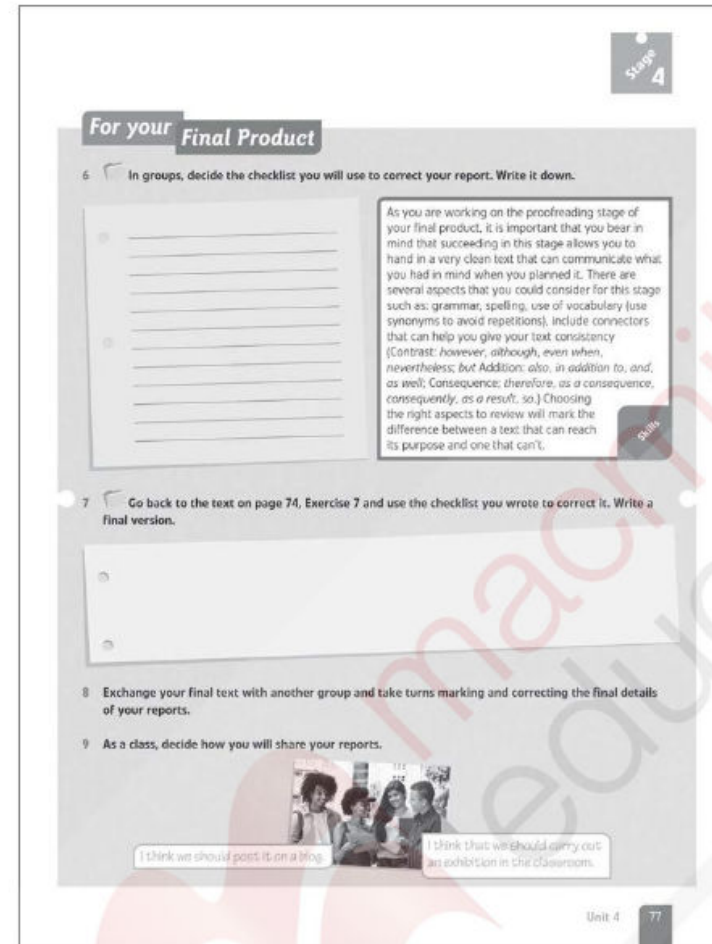 Stage
4
For your
Final Product
6 In groups, decide the checklist you will use to correct your report. Write it down.
As you are working on the proofreading stage of
your final product, it is important that you bear in
mind that succeeding in this stage allows you to
hand in a very clean text that can communicate what
you had in mind when you planned it. There are
several aspects that you could consider for this stage
such as: grammar, spelling, use of vocabulary (use
synonyms to avoid repetitions), include connectors
that can help you give your text consistency
(Contrast: however, although, even when,
nevertheless; but Addition: also, in addition to, and,
as well; Consequence: therefore, as a consequence,
consequently, as a result, so.) Choosing
the right aspects to review will mark the
difference between a text that can reach
its purpose and one that can't.
Skills
7 Go back to the text on page 74, Exercise 7 and use the checklist you wrote to correct it. Write a
final version.
8 Exchange your final text with another group and take turns marking and correcting the final details
of your reports.
9 As a class, decide how you will share your reports.
I think we should post it on a blog.
I think that we should carry out
an exhibition in the classroom.
Unit 4 77
macmi
educ